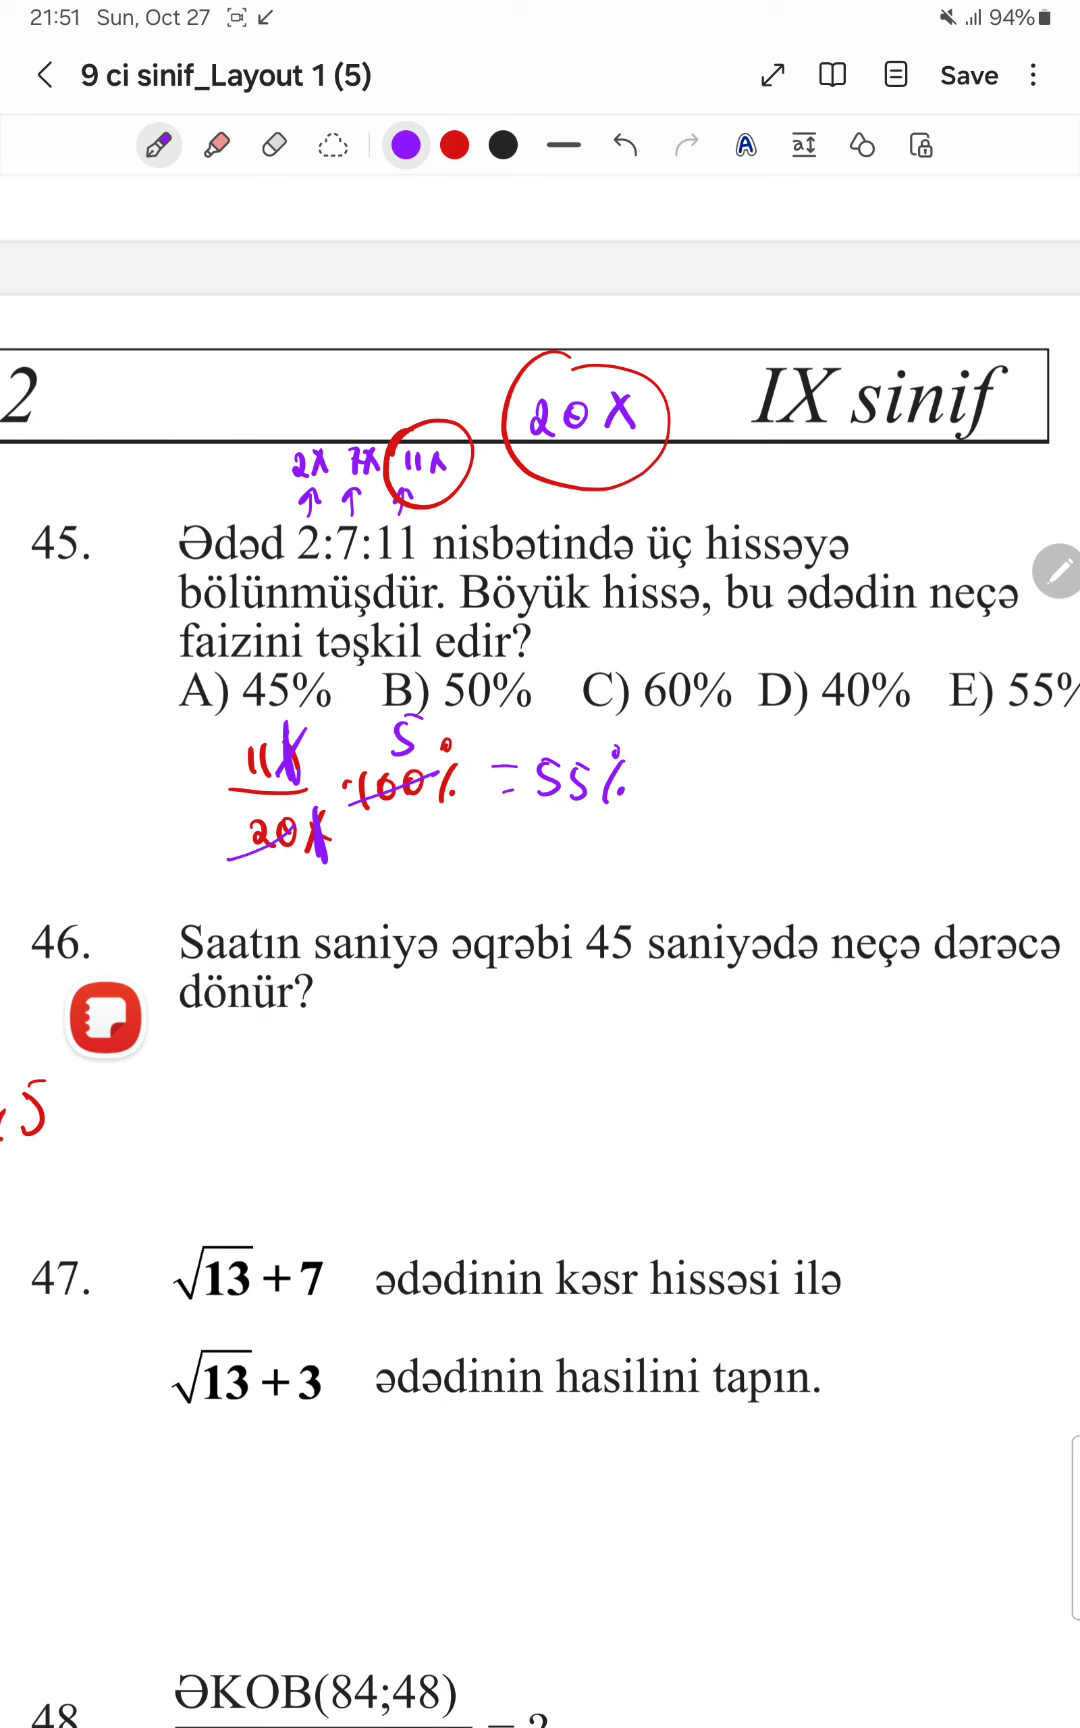 21:51 Sun, Oct 27 94%
9 ci sinif_Layout 1 (5) Save
2 IX sinif
20X
2X 7X 11X
45. Ədəd 2:7:11 nisbətində üç hissəyə
bölünmüşdür. Böyük hissə, bu ədədin neçə
faizini təşkil edir?
A) 45% B) 50% C) 60% D) 40% E) 55%
11X/20X · 100% = 55%
5
46. Saatın saniyə əqrəbi 45 saniyədə neçə dərəcə
dönür?
5
47. √13 + 7 ədədinin kəsr hissəsi ilə
√13 + 3 ədədinin hasilini tapın.
48 ƏKOB(84;48) = ?